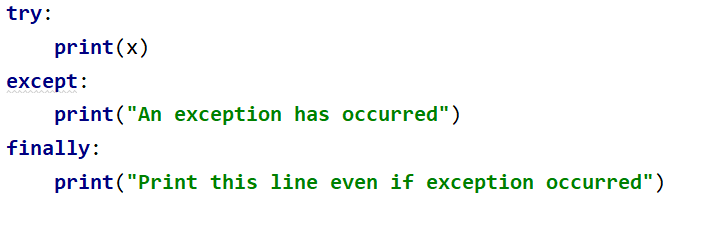 try:
    print(x)
except:
    print("An exception has occurred")
finally:
    print("Print this line even if exception occurred")